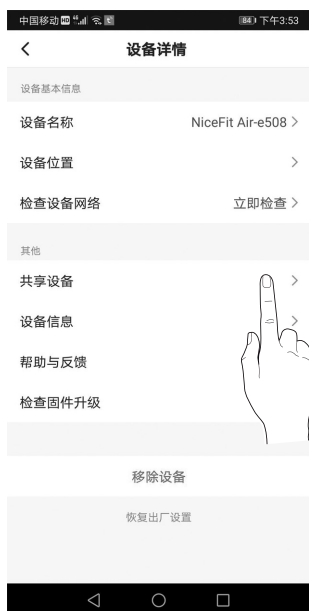 中国移动 HD 4G 84 下午3:53
设备详情
设备基本信息
设备名称 NiceFit Air-e508
设备位置
检查设备网络 立即检查
其他
共享设备
设备信息
帮助与反馈
检查固件升级
移除设备
恢复出厂设置